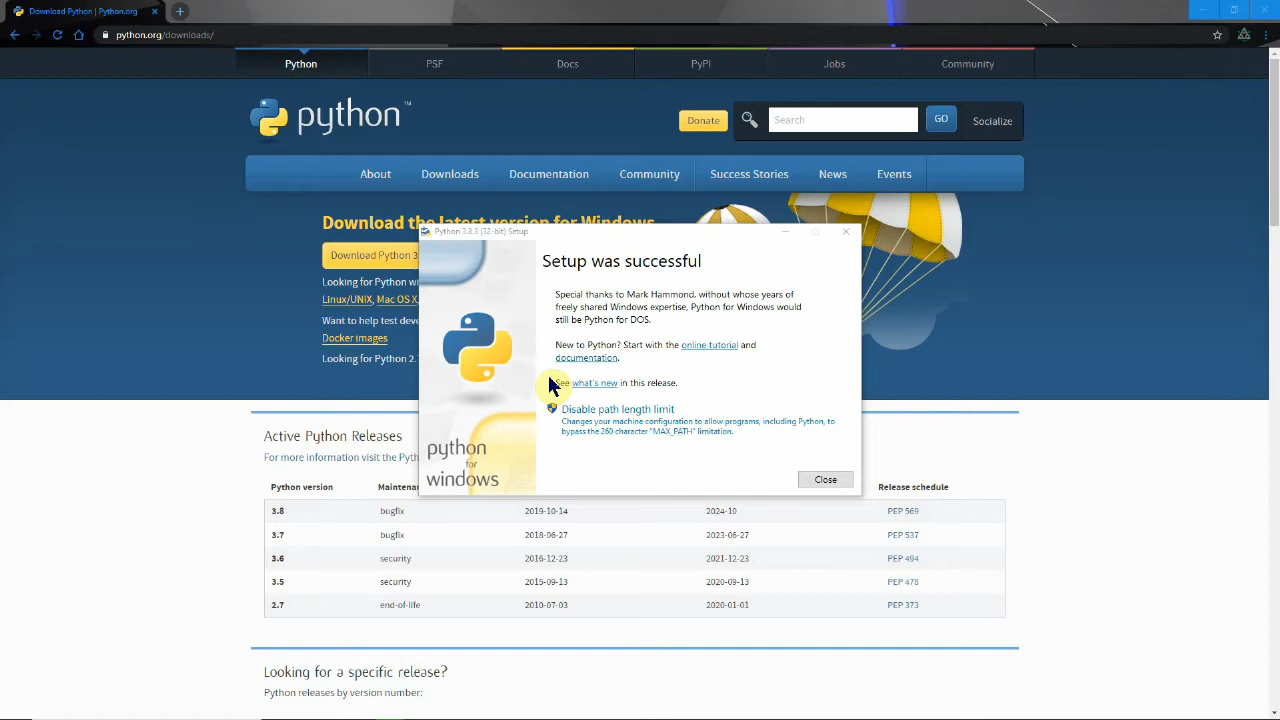 Download Python | Python.org
python.org/downloads/
Python PSF Docs PyPI Jobs Community
python™
Donate Search GO Socialize
About Downloads Documentation Community Success Stories News Events
Download the latest version for Windows
Download Python 3
Looking for Python wi
Linux/UNIX, Mac OS X,
Want to help test deve
Docker images
Looking for Python 2.
Python 3.8.3 (32-bit) Setup
Setup was successful
Special thanks to Mark Hammond, without whose years of
freely shared Windows expertise, Python for Windows would
still be Python for DOS.
New to Python? Start with the online tutorial and
documentation.
See what's new in this release.
Disable path length limit
Changes your machine configuration to allow programs, including Python, to
bypass the 260 character "MAX_PATH" limitation.
python
for
windows
Close
Active Python Releases
For more information visit the Pyth
Python version Maintenan Release schedule
3.8 bugfix 2019-10-14 2024-10 PEP 569
3.7 bugfix 2018-06-27 2023-06-27 PEP 537
3.6 security 2016-12-23 2021-12-23 PEP 494
3.5 security 2015-09-13 2020-09-13 PEP 478
2.7 end-of-life 2010-07-03 2020-01-01 PEP 373
Looking for a specific release?
Python releases by version number: